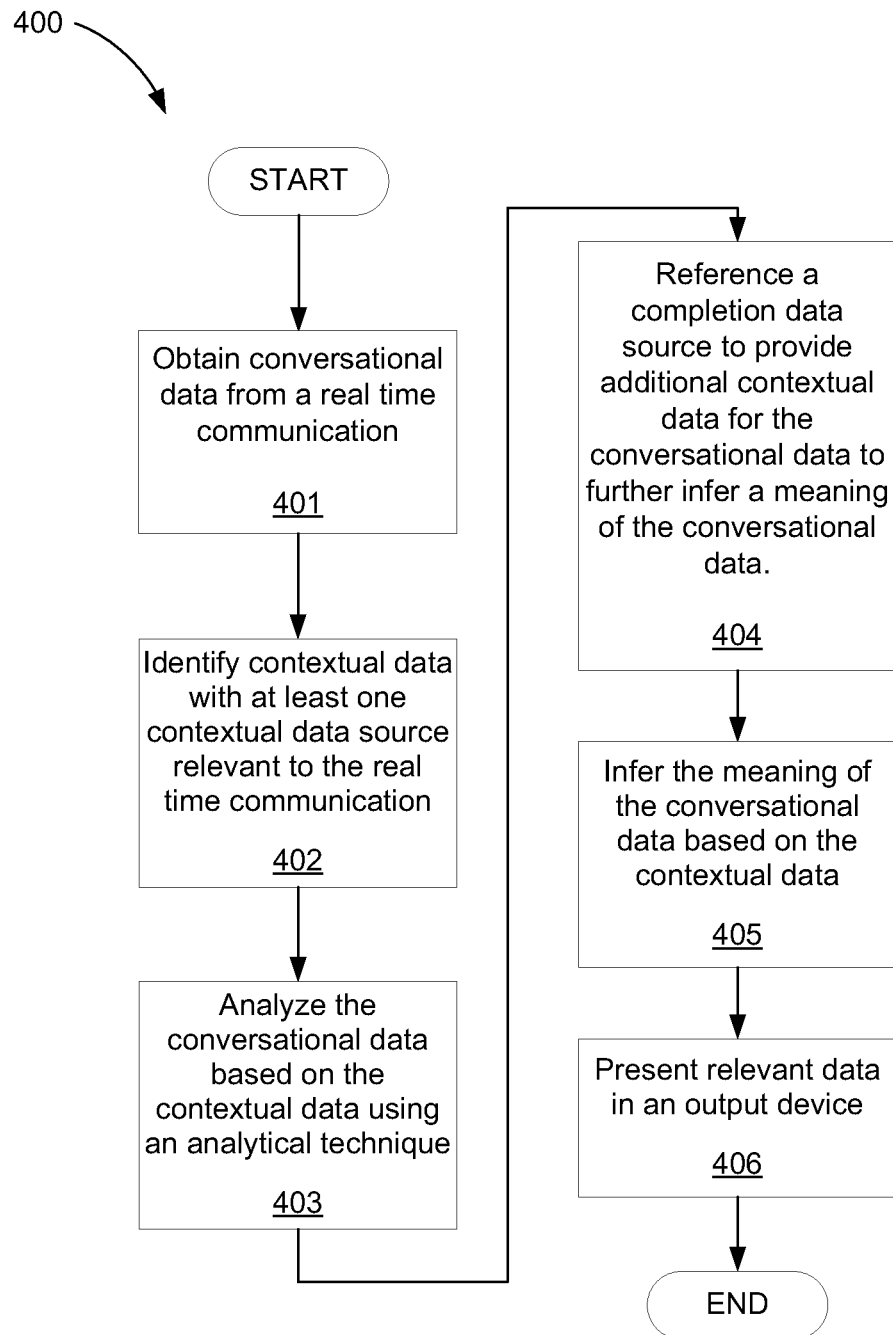 400
START
Obtain conversational
data from a real time
communication
401
Identify contextual data
with at least one
contextual data source
relevant to the real
time communication
402
Analyze the
conversational data
based on the
contextual data using
an analytical technique
403
Reference a
completion data
source to provide
additional contextual
data for the
conversational data to
further infer a meaning
of the conversational
data.
404
Infer the meaning of
the conversational
data based on the
contextual data
405
Present relevant data
in an output device
406
END